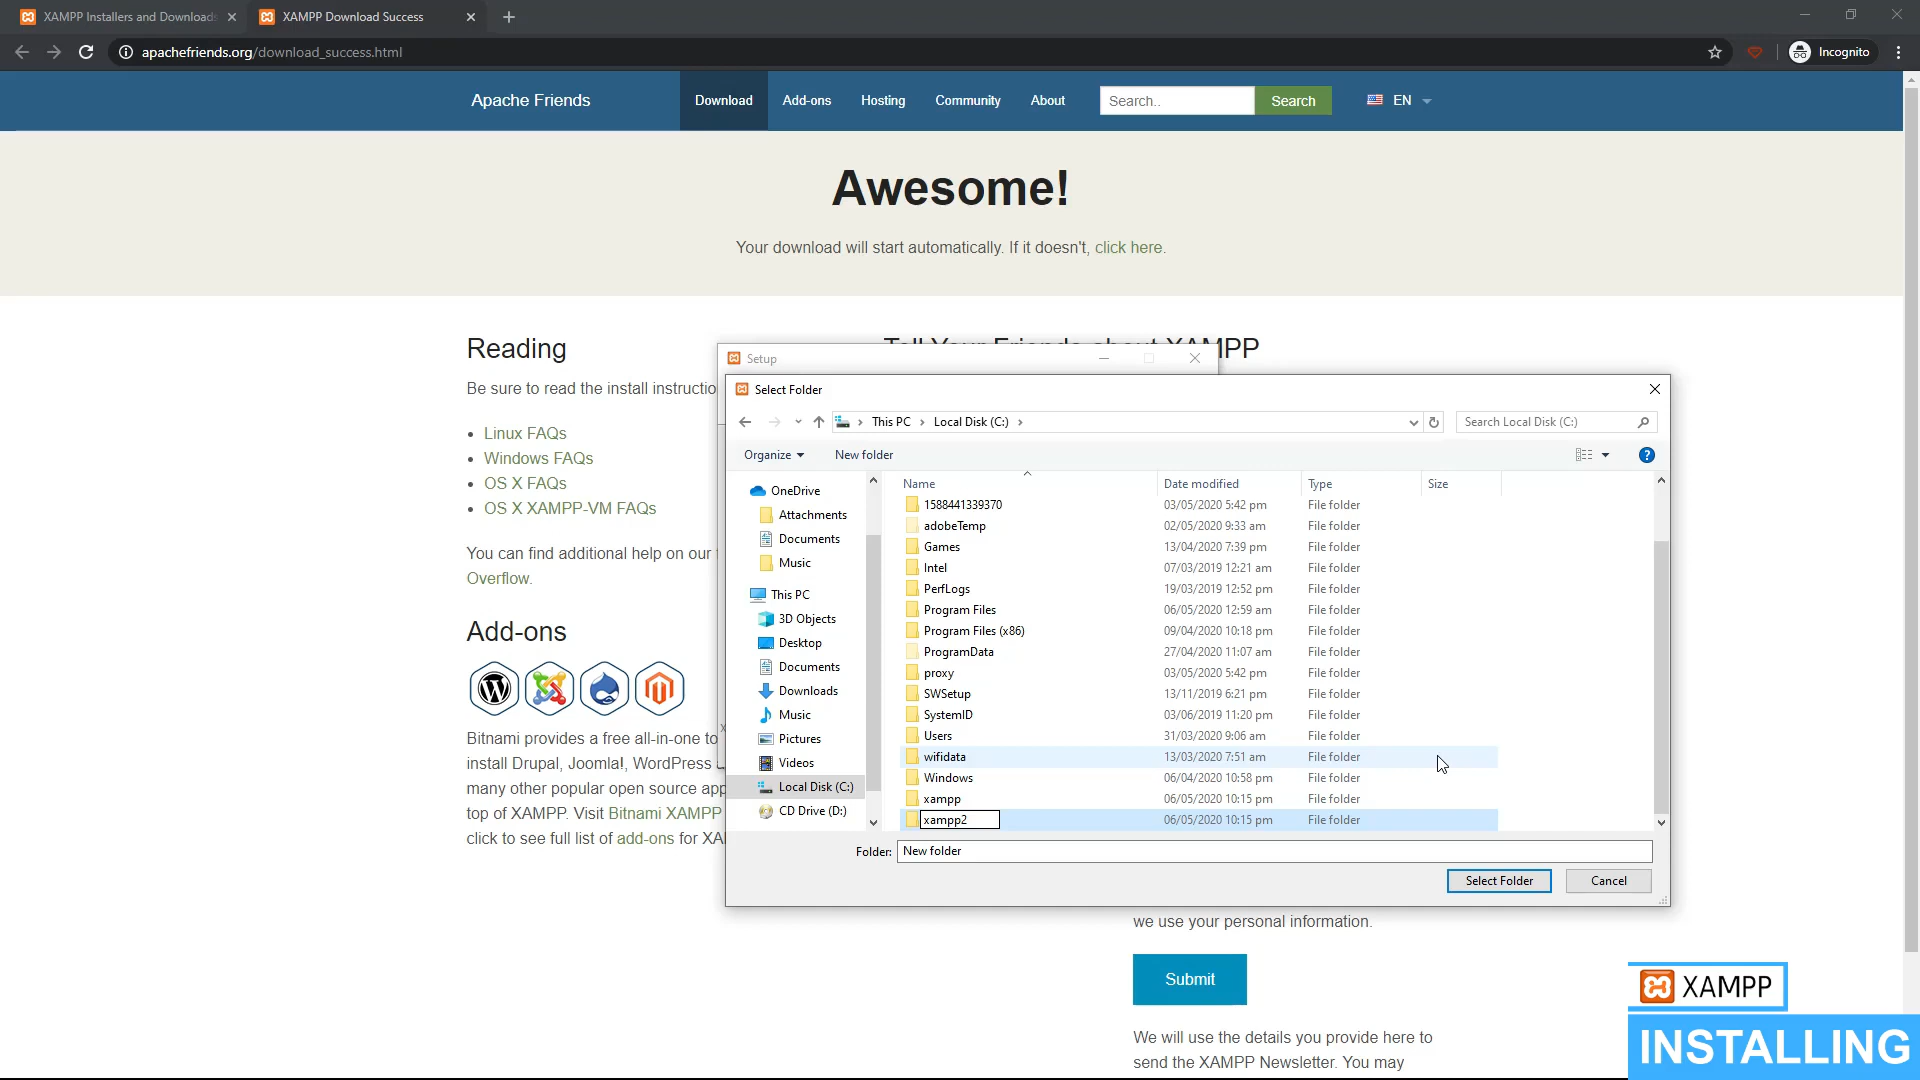 XAMPP Installers and Downloads
XAMPP Download Success
apachefriends.org/download_success.html
Incognito
Apache Friends
Download
Add-ons
Hosting
Community
About
Search..
Search
EN
Awesome!
Your download will start automatically. If it doesn't, click here.
Reading
Be sure to read the install instructio
Linux FAQs
Windows FAQs
OS X FAQs
OS X XAMPP-VM FAQs
You can find additional help on our
Overflow.
Add-ons
Bitnami provides a free all-in-one to
install Drupal, Joomla!, WordPress
many other popular open source app
top of XAMPP. Visit Bitnami XAMPP
click to see full list of add-ons for XA
Tell Your Friends about XAMPP
Setup
Select Folder
This PC
Local Disk (C:)
Search Local Disk (C:)
Organize
New folder
OneDrive
Attachments
Documents
Music
This PC
3D Objects
Desktop
Documents
Downloads
Music
Pictures
Videos
Local Disk (C:)
CD Drive (D:)
Name Date modified Type Size
1588441339370 03/05/2020 5:42 pm File folder
adobeTemp 02/05/2020 9:33 am File folder
Games 13/04/2020 7:39 pm File folder
Intel 07/03/2019 12:21 am File folder
PerfLogs 19/03/2019 12:52 pm File folder
Program Files 06/05/2020 12:59 am File folder
Program Files (x86) 09/04/2020 10:18 pm File folder
ProgramData 27/04/2020 11:07 am File folder
proxy 03/05/2020 5:42 pm File folder
SWSetup 13/11/2019 6:21 pm File folder
SystemID 03/06/2019 11:20 pm File folder
Users 31/03/2020 9:06 am File folder
wifidata 13/03/2020 7:51 am File folder
Windows 06/04/2020 10:58 pm File folder
xampp 06/05/2020 10:15 pm File folder
xampp2 06/05/2020 10:15 pm File folder
Folder: New folder
Select Folder
Cancel
we use your personal information.
Submit
We will use the details you provide here to
send the XAMPP Newsletter. You may
XAMPP
INSTALLING